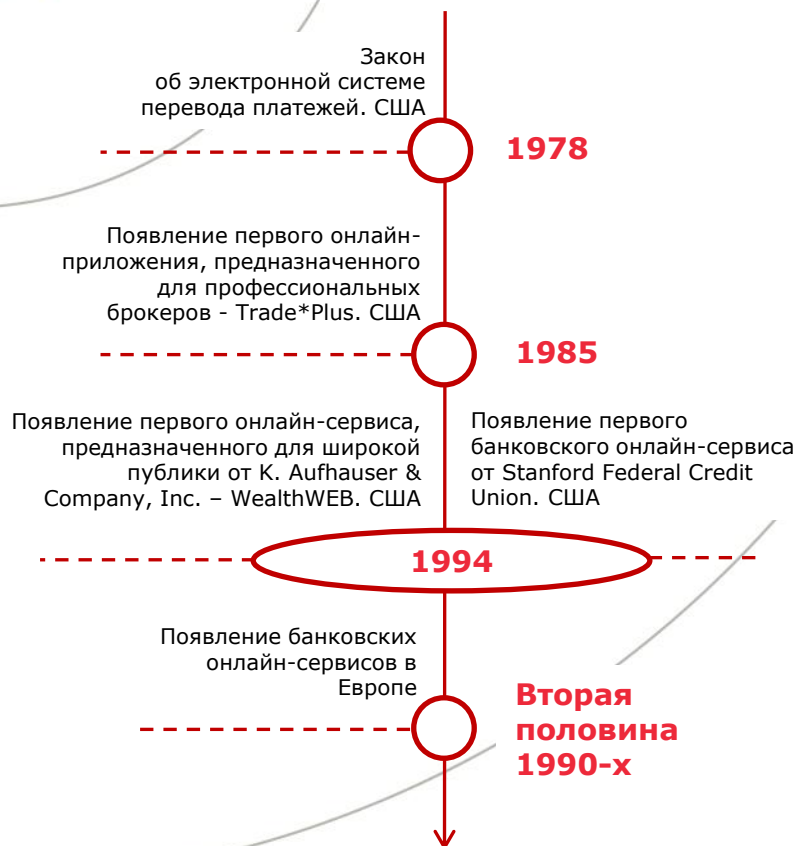 Закон
об электронной системе
перевода платежей. США
1978
Появление первого онлайн-
приложения, предназначенного
для профессиональных
брокеров - Trade*Plus. США
1985
Появление первого онлайн-сервиса,
предназначенного для широкой
публики от K. Aufhauser &
Company, Inc. – WealthWEB. США
Появление первого
банковского онлайн-сервиса
от Stanford Federal Credit
Union. США
1994
Появление банковских
онлайн-сервисов в
Европе
Вторая
половина
1990-х